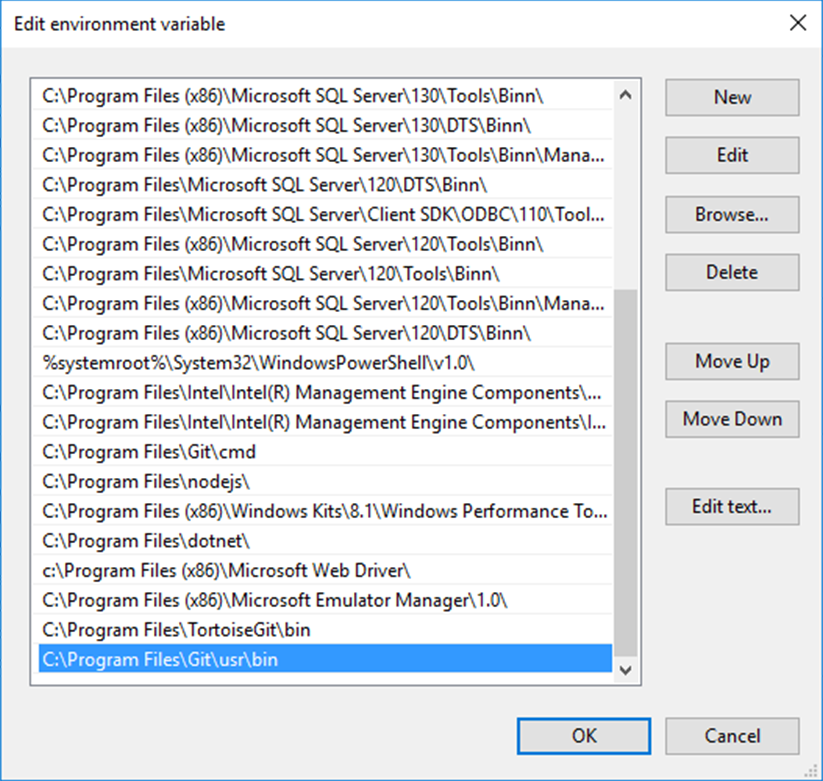 Edit environment variable
C:\Program Files (x86)\Microsoft SQL Server\130\Tools\Binn\
C:\Program Files (x86)\Microsoft SQL Server\130\DTS\Binn\
C:\Program Files (x86)\Microsoft SQL Server\130\Tools\Binn\Mana...
C:\Program Files\Microsoft SQL Server\120\DTS\Binn\
C:\Program Files\Microsoft SQL Server\Client SDK\ODBC\110\Tool...
C:\Program Files (x86)\Microsoft SQL Server\120\Tools\Binn\
C:\Program Files\Microsoft SQL Server\120\Tools\Binn\
C:\Program Files (x86)\Microsoft SQL Server\120\Tools\Binn\Mana...
C:\Program Files (x86)\Microsoft SQL Server\120\DTS\Binn\
%systemroot%\System32\WindowsPowerShell\v1.0\
C:\Program Files\Intel\Intel(R) Management Engine Components\...
C:\Program Files\Intel\Intel(R) Management Engine Components\I...
C:\Program Files\Git\cmd
C:\Program Files\nodejs\
C:\Program Files (x86)\Windows Kits\8.1\Windows Performance To...
C:\Program Files\dotnet\
c:\Program Files (x86)\Microsoft Web Driver\
C:\Program Files (x86)\Microsoft Emulator Manager\1.0\
C:\Program Files\TortoiseGit\bin
C:\Program Files\Git\usr\bin
New
Edit
Browse...
Delete
Move Up
Move Down
Edit text...
OK
Cancel